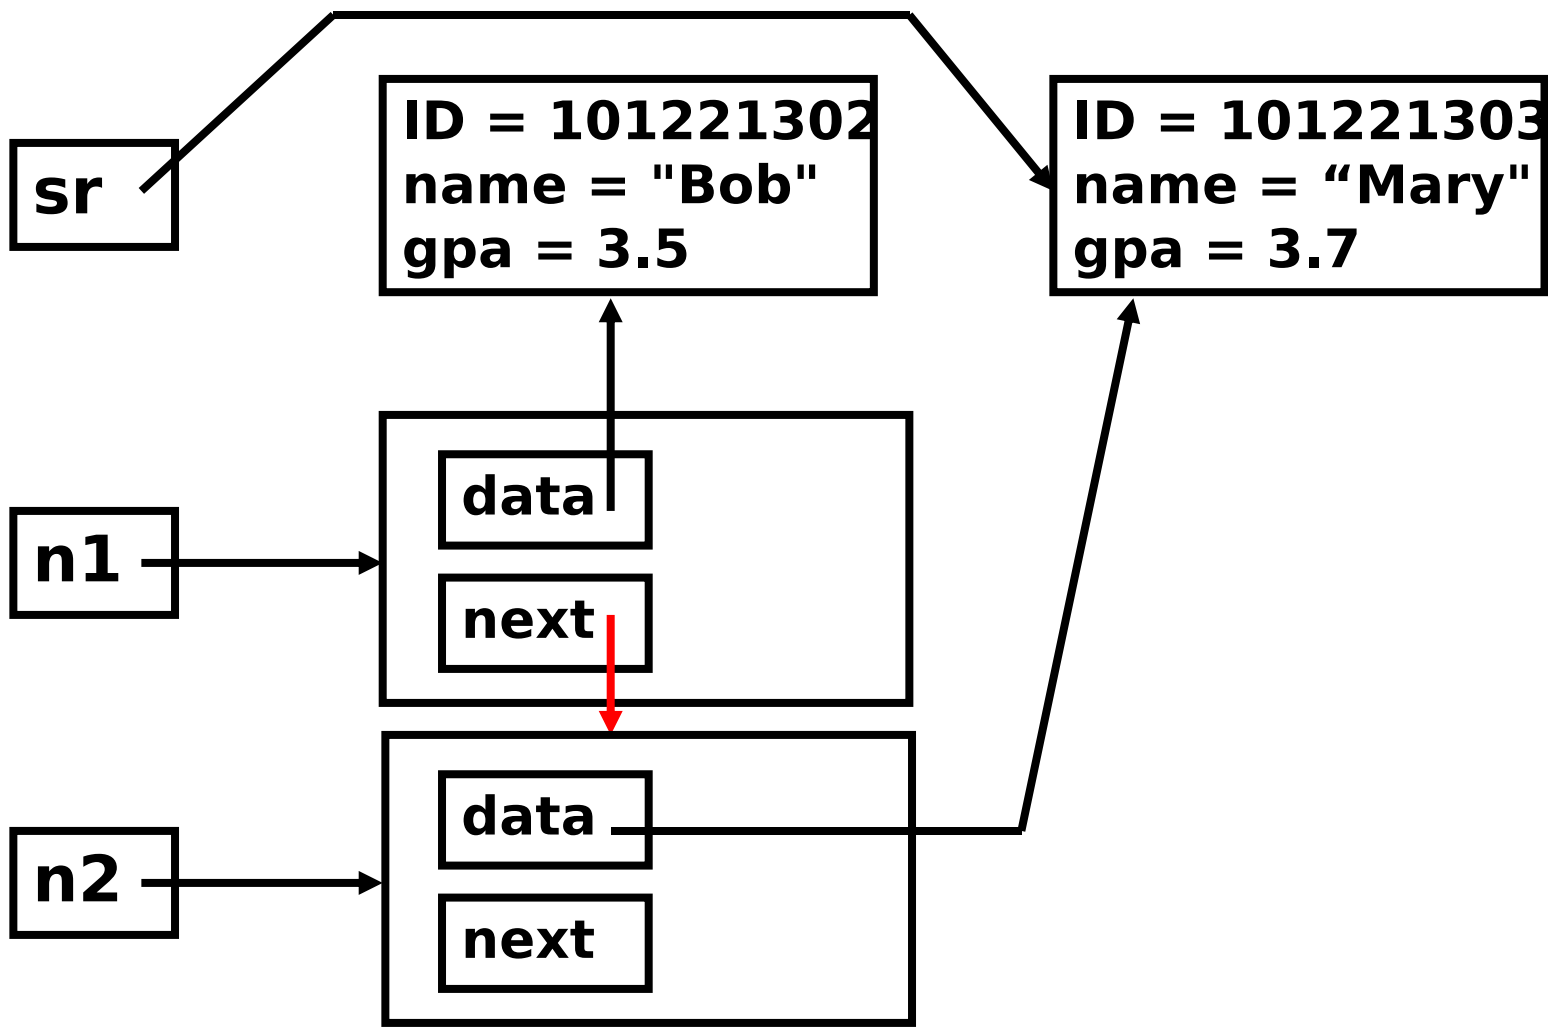 sr
ID = 101221302
name = "Bob"
gpa = 3.5
ID = 101221303
name = “Mary"
gpa = 3.7
n1
data
next
n2
data
next